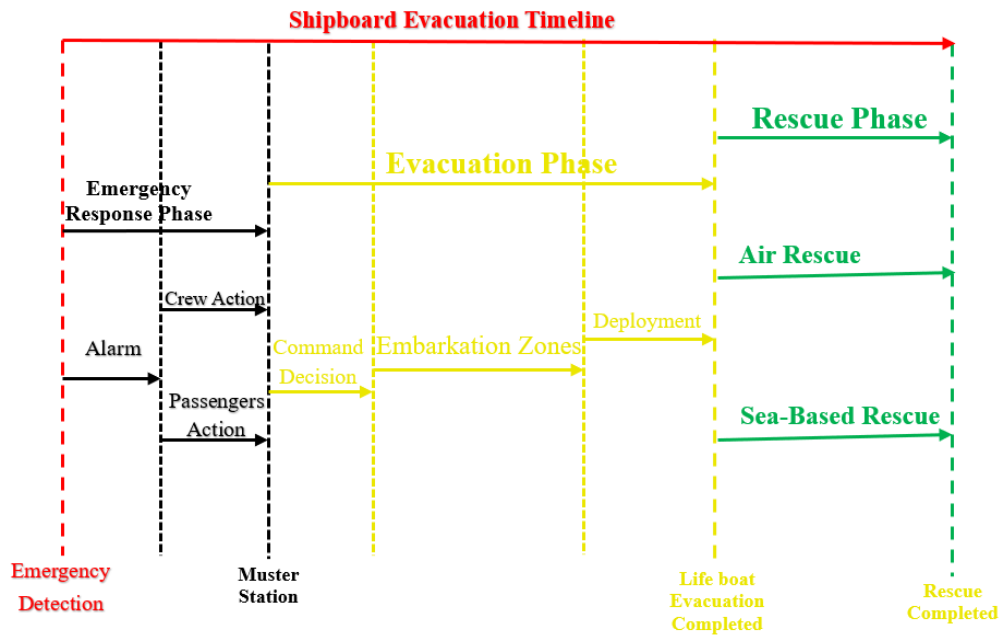 Shipboard Evacuation Timeline
Rescue Phase
Evacuation Phase
Emergency
Response Phase
Air Rescue
Crew Action
Deployment
Alarm
Command
Decision
Embarkation Zones
Passengers
Action
Sea-Based Rescue
Emergency
Detection
Muster
Station
Life boat
Evacuation
Completed
Rescue
Completed